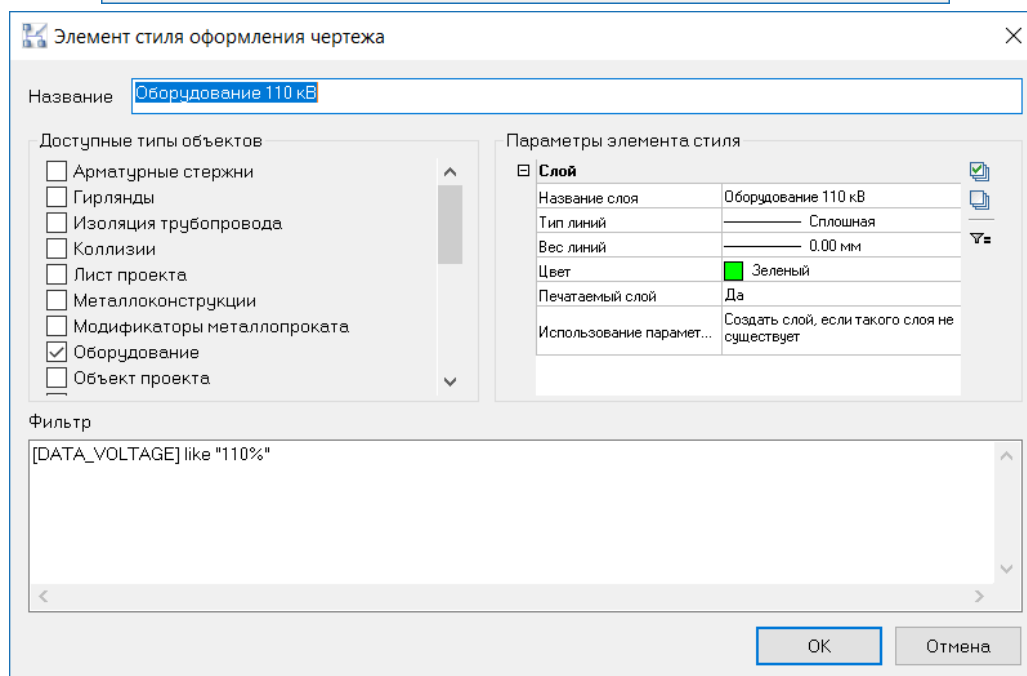 Элемент стиля оформления чертежа
Название
Оборудование 110 кВ
Доступные типы объектов
Арматурные стержни
Гирлянды
Изоляция трубопровода
Коллизии
Лист проекта
Металлоконструкции
Модификаторы металлопроката
Оборудование
Объект проекта
Параметры элемента стиля
Слой
Название слоя Оборудование 110 кВ
Тип линий Сплошная
Вес линий 0.00 мм
Цвет Зеленый
Печатаемый слой Да
Использование парамет... Создать слой, если такого слоя не
существует
Фильтр
[DATA_VOLTAGE] like "110%"
OK Отмена